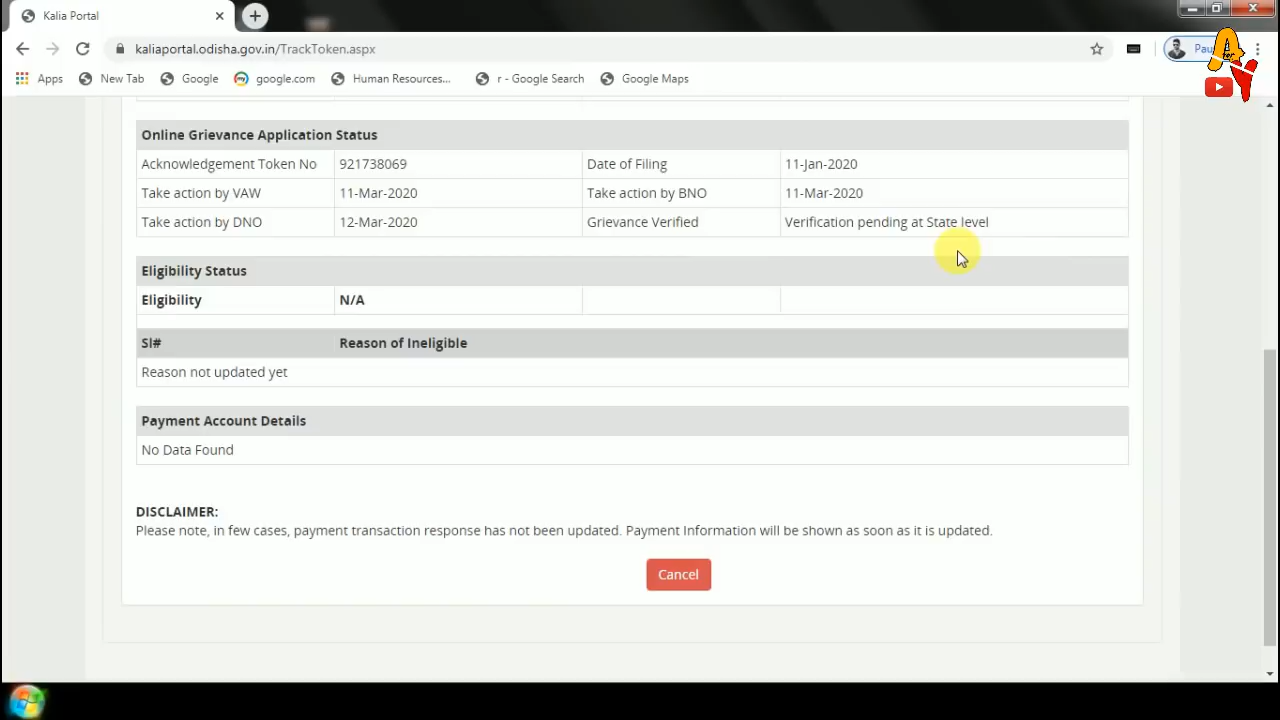 Kalia Portal
kaliaportal.odisha.gov.in/TrackToken.aspx
Apps New Tab Google google.com Human Resources... r - Google Search Google Maps
Online Grievance Application Status
Acknowledgement Token No 921738069 Date of Filing 11-Jan-2020
Take action by VAW 11-Mar-2020 Take action by BNO 11-Mar-2020
Take action by DNO 12-Mar-2020 Grievance Verified Verification pending at State level
Eligibility Status
Eligibility N/A
Sl# Reason of Ineligible
Reason not updated yet
Payment Account Details
No Data Found
DISCLAIMER:
Please note, in few cases, payment transaction response has not been updated. Payment Information will be shown as soon as it is updated.
Cancel